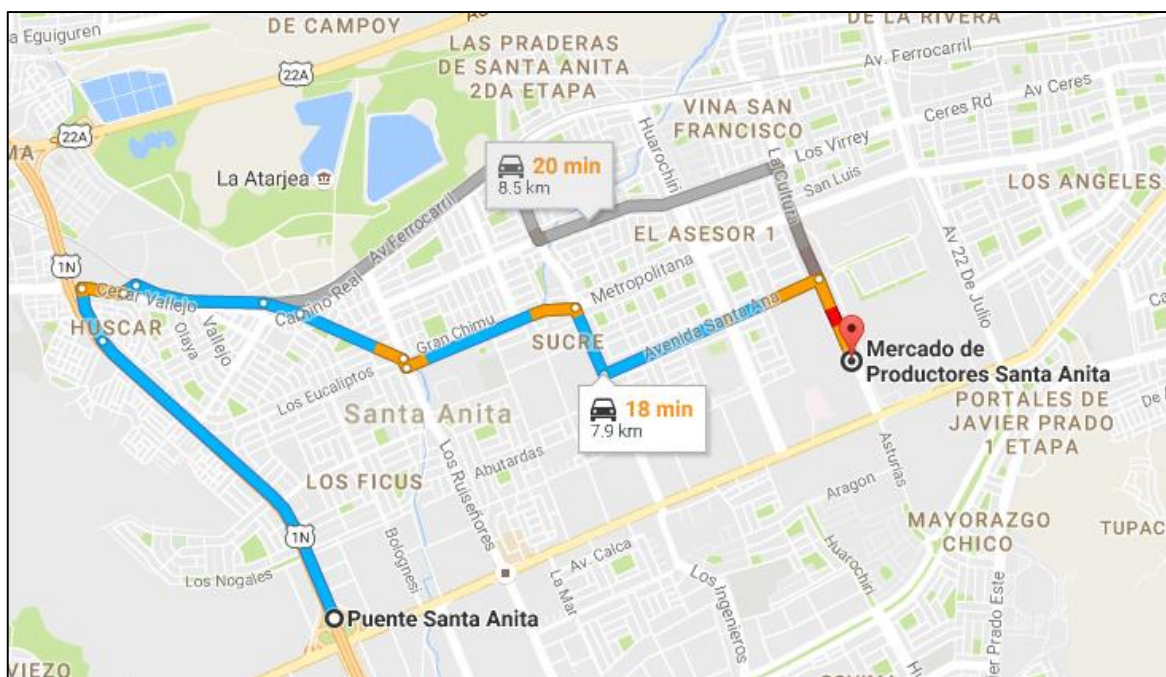 DE CAMPOY
a Eguiguren
22A
LAS PRADERAS
DE SANTA ANITA
2DA ETAPA
DE LA RIVERA
Av. Ferrocarril
VINA SAN
FRANCISCO
Huarochiri
Ceres Rd
Av Ceres
Los Virrey
22A
MA
La Atarjea
20 min
8.5 km
La Cultura
San Luis
LOS ANGELES
Av. Ferrocarril
EL ASESOR 1
Av 22 De Julio
1N
Cesar Vallejo
Camino Real
Metropolitana
HUSCAR
Olaya
Vallejo
Gran Chimu
SUCRE
Avenida Santa Ana
Mercado de
Productores Santa Anita
Los Eucaliptos
Santa Anita
18 min
7.9 km
PORTALES DE
JAVIER PRADO
1 ETAPA
De
Abutardas
Los Ruiseñores
Asturias
LOS FICUS
Aragon
MAYORAZGO
CHICO
TUPAC
1N
Bolognesi
Av. Calca
Los Nogales
La Mar
Los Ingenieros
Huarochiri
Puente Santa Anita
vier Prado Este
VIEZO